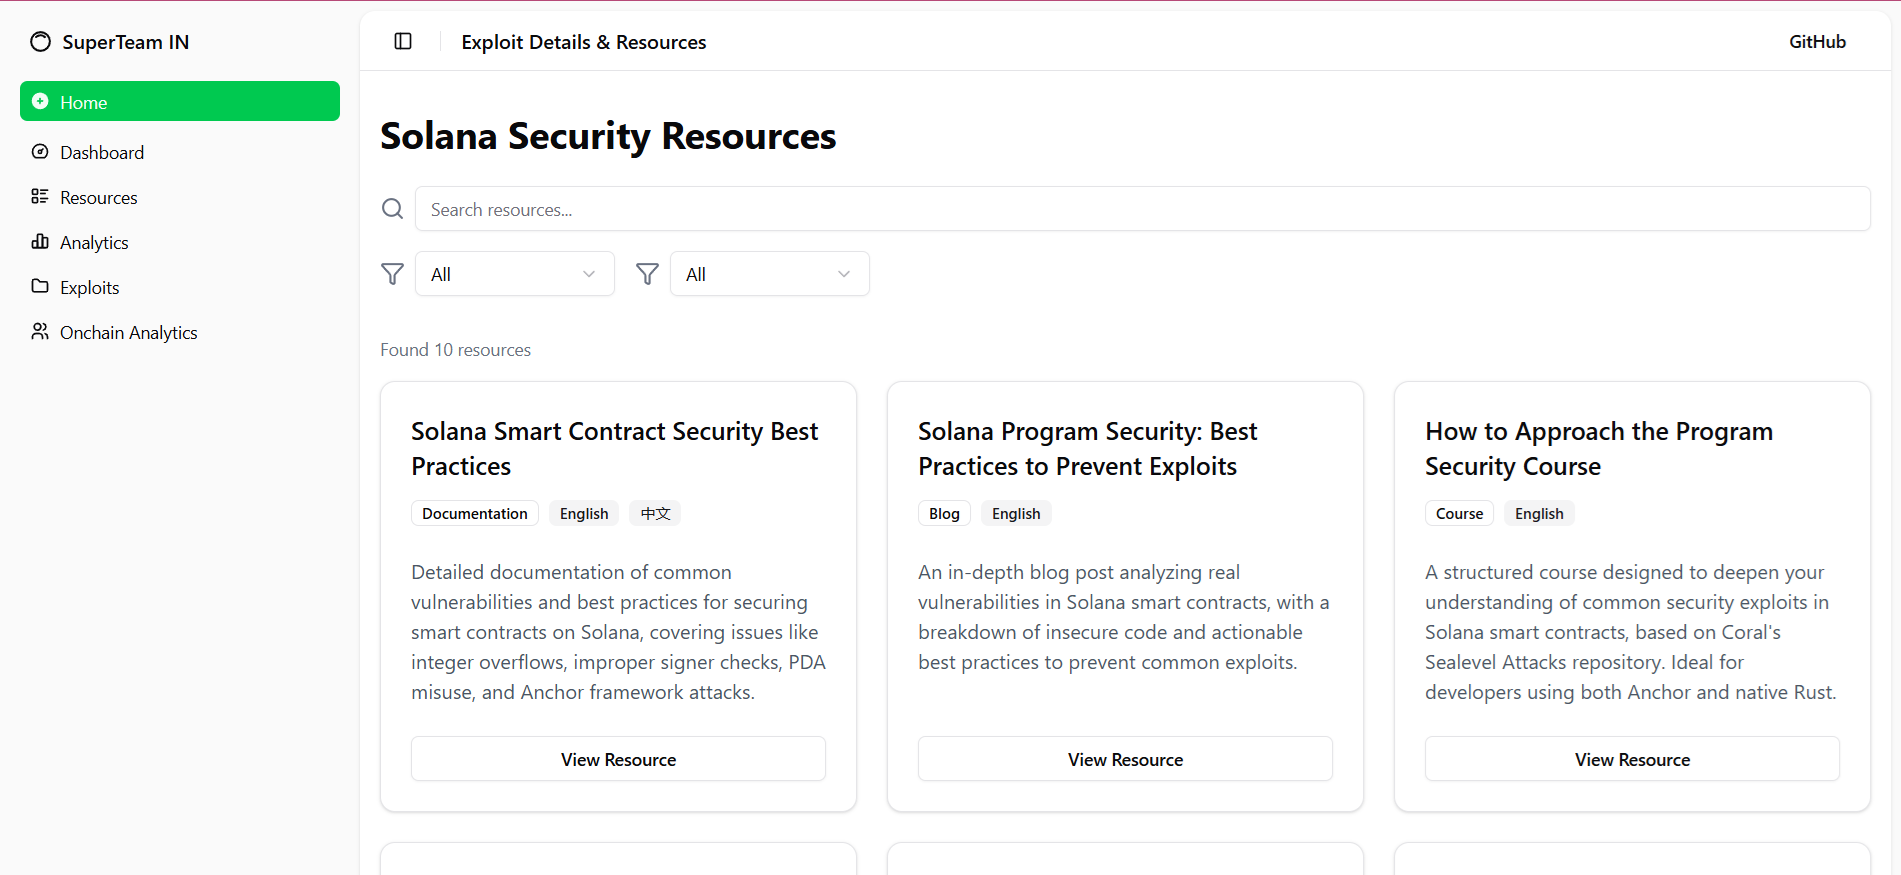 SuperTeam IN
Home
Dashboard
Resources
Analytics
Exploits
Onchain Analytics
Exploit Details & Resources
GitHub
Solana Security Resources
Search resources...
All
All
Found 10 resources
Solana Smart Contract Security Best
Practices
Documentation English 中文
Detailed documentation of common
vulnerabilities and best practices for securing
smart contracts on Solana, covering issues like
integer overflows, improper signer checks, PDA
misuse, and Anchor framework attacks.
View Resource
Solana Program Security: Best
Practices to Prevent Exploits
Blog English
An in-depth blog post analyzing real
vulnerabilities in Solana smart contracts, with a
breakdown of insecure code and actionable
best practices to prevent common exploits.
View Resource
How to Approach the Program
Security Course
Course English
A structured course designed to deepen your
understanding of common security exploits in
Solana smart contracts, based on Coral's
Sealevel Attacks repository. Ideal for
developers using both Anchor and native Rust.
View Resource